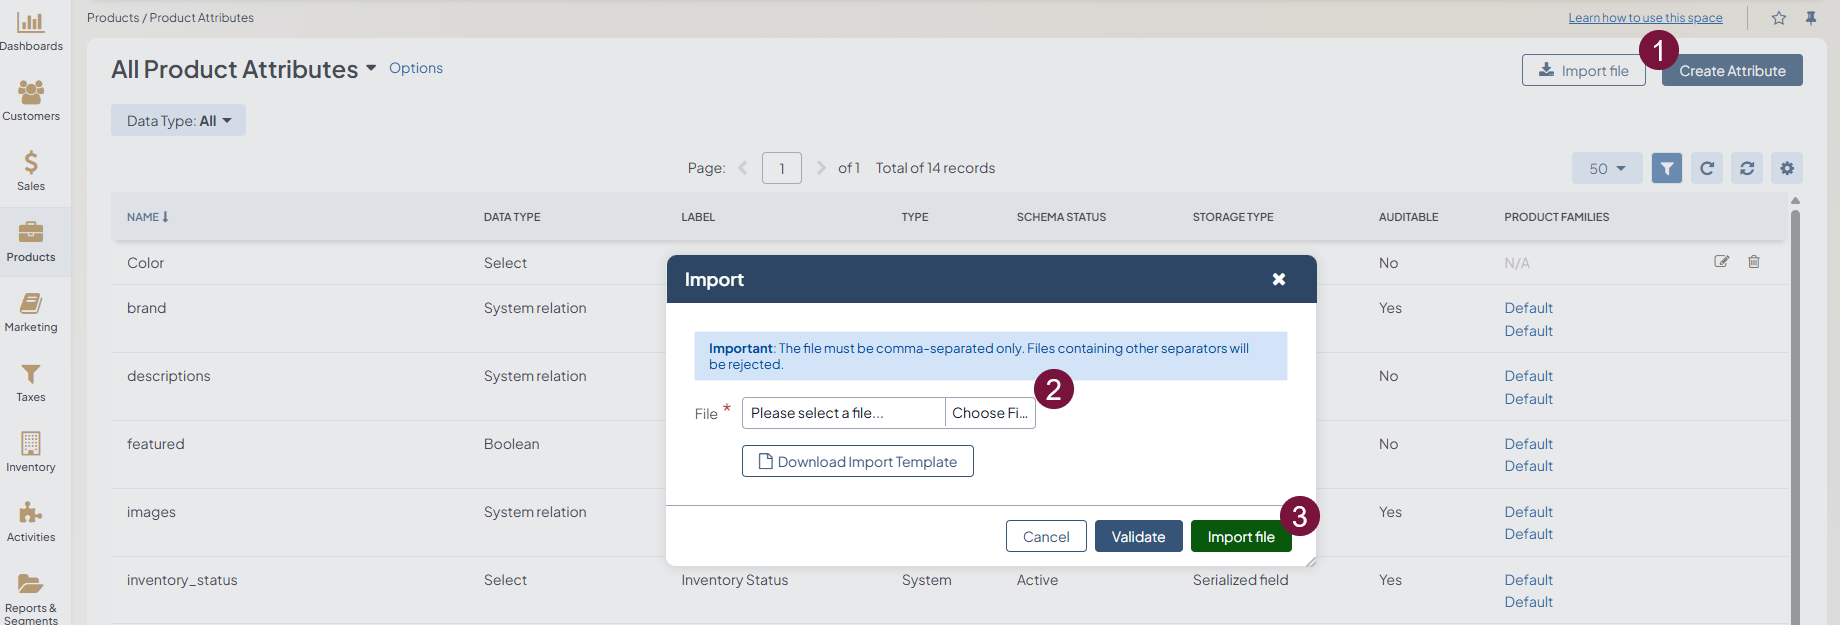 Dashboards
Customers
Sales
Products
Marketing
Taxes
Inventory
Activities
Reports &
Segments
Products / Product Attributes
Learn how to use this space
All Product Attributes Options
1
Import file
Create Attribute
Data Type: All
Page: 1 of 1 Total of 14 records
50
NAME DATA TYPE LABEL TYPE SCHEMA STATUS STORAGE TYPE AUDITABLE PRODUCT FAMILIES
Color Select No N/A
brand System relation Yes Default
Default
descriptions System relation No Default
Default
featured Boolean No Default
Default
images System relation Yes Default
Default
inventory_status Select Inventory Status System Active Serialized field Yes Default
Default
Import
Important: The file must be comma-separated only. Files containing other separators will
be rejected.
2
File * Please select a file... Choose Fi...
Download Import Template
3
Cancel Validate Import file